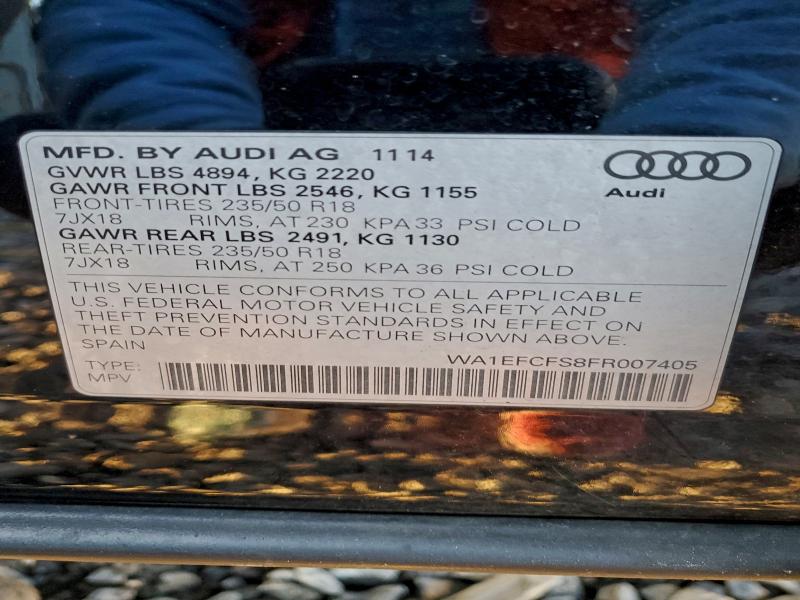 MFD. BY AUDI AG 11 14
GVWR LBS 4894, KG 2220
GAWR FRONT LBS 2546, KG 1155
FRONT-TIRES 235/50 R18
7JX18 RIMS, AT 230 KPA 33 PSI COLD
GAWR REAR LBS 2491, KG 1130
REAR-TIRES 235/50 R18
7JX18 RIMS, AT 250 KPA 36 PSI COLD
Audi
THIS VEHICLE CONFORMS TO ALL APPLICABLE
U.S. FEDERAL MOTOR VEHICLE SAFETY AND
THEFT PREVENTION STANDARDS IN EFFECT ON
THE DATE OF MANUFACTURE SHOWN ABOVE.
SPAIN
WA1EFCFS8FR007405
TYPE:
MPV